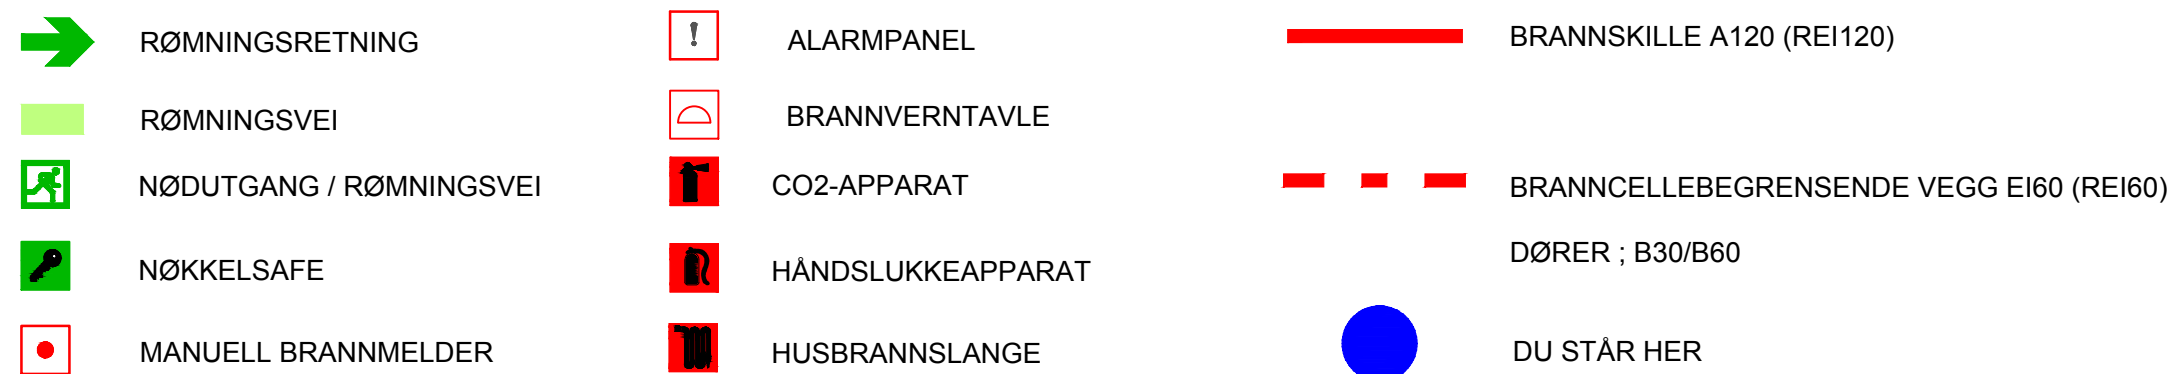 RØMNINGSRETNING
RØMNINGSVEI
NØDUTGANG / RØMNINGSVEI
NØKKELSAFE
MANUELL BRANNMELDER
!
ALARMPANEL
BRANNVERNTAVLE
CO2-APPARAT
HÅNDSLUKKEAPPARAT
HUSBRANNSLANGE
BRANNSKILLE A120 (REI120)
BRANNCELLEBEGRENSENDE VEGG EI60 (REI60)
DØRER ; B30/B60
DU STÅR HER